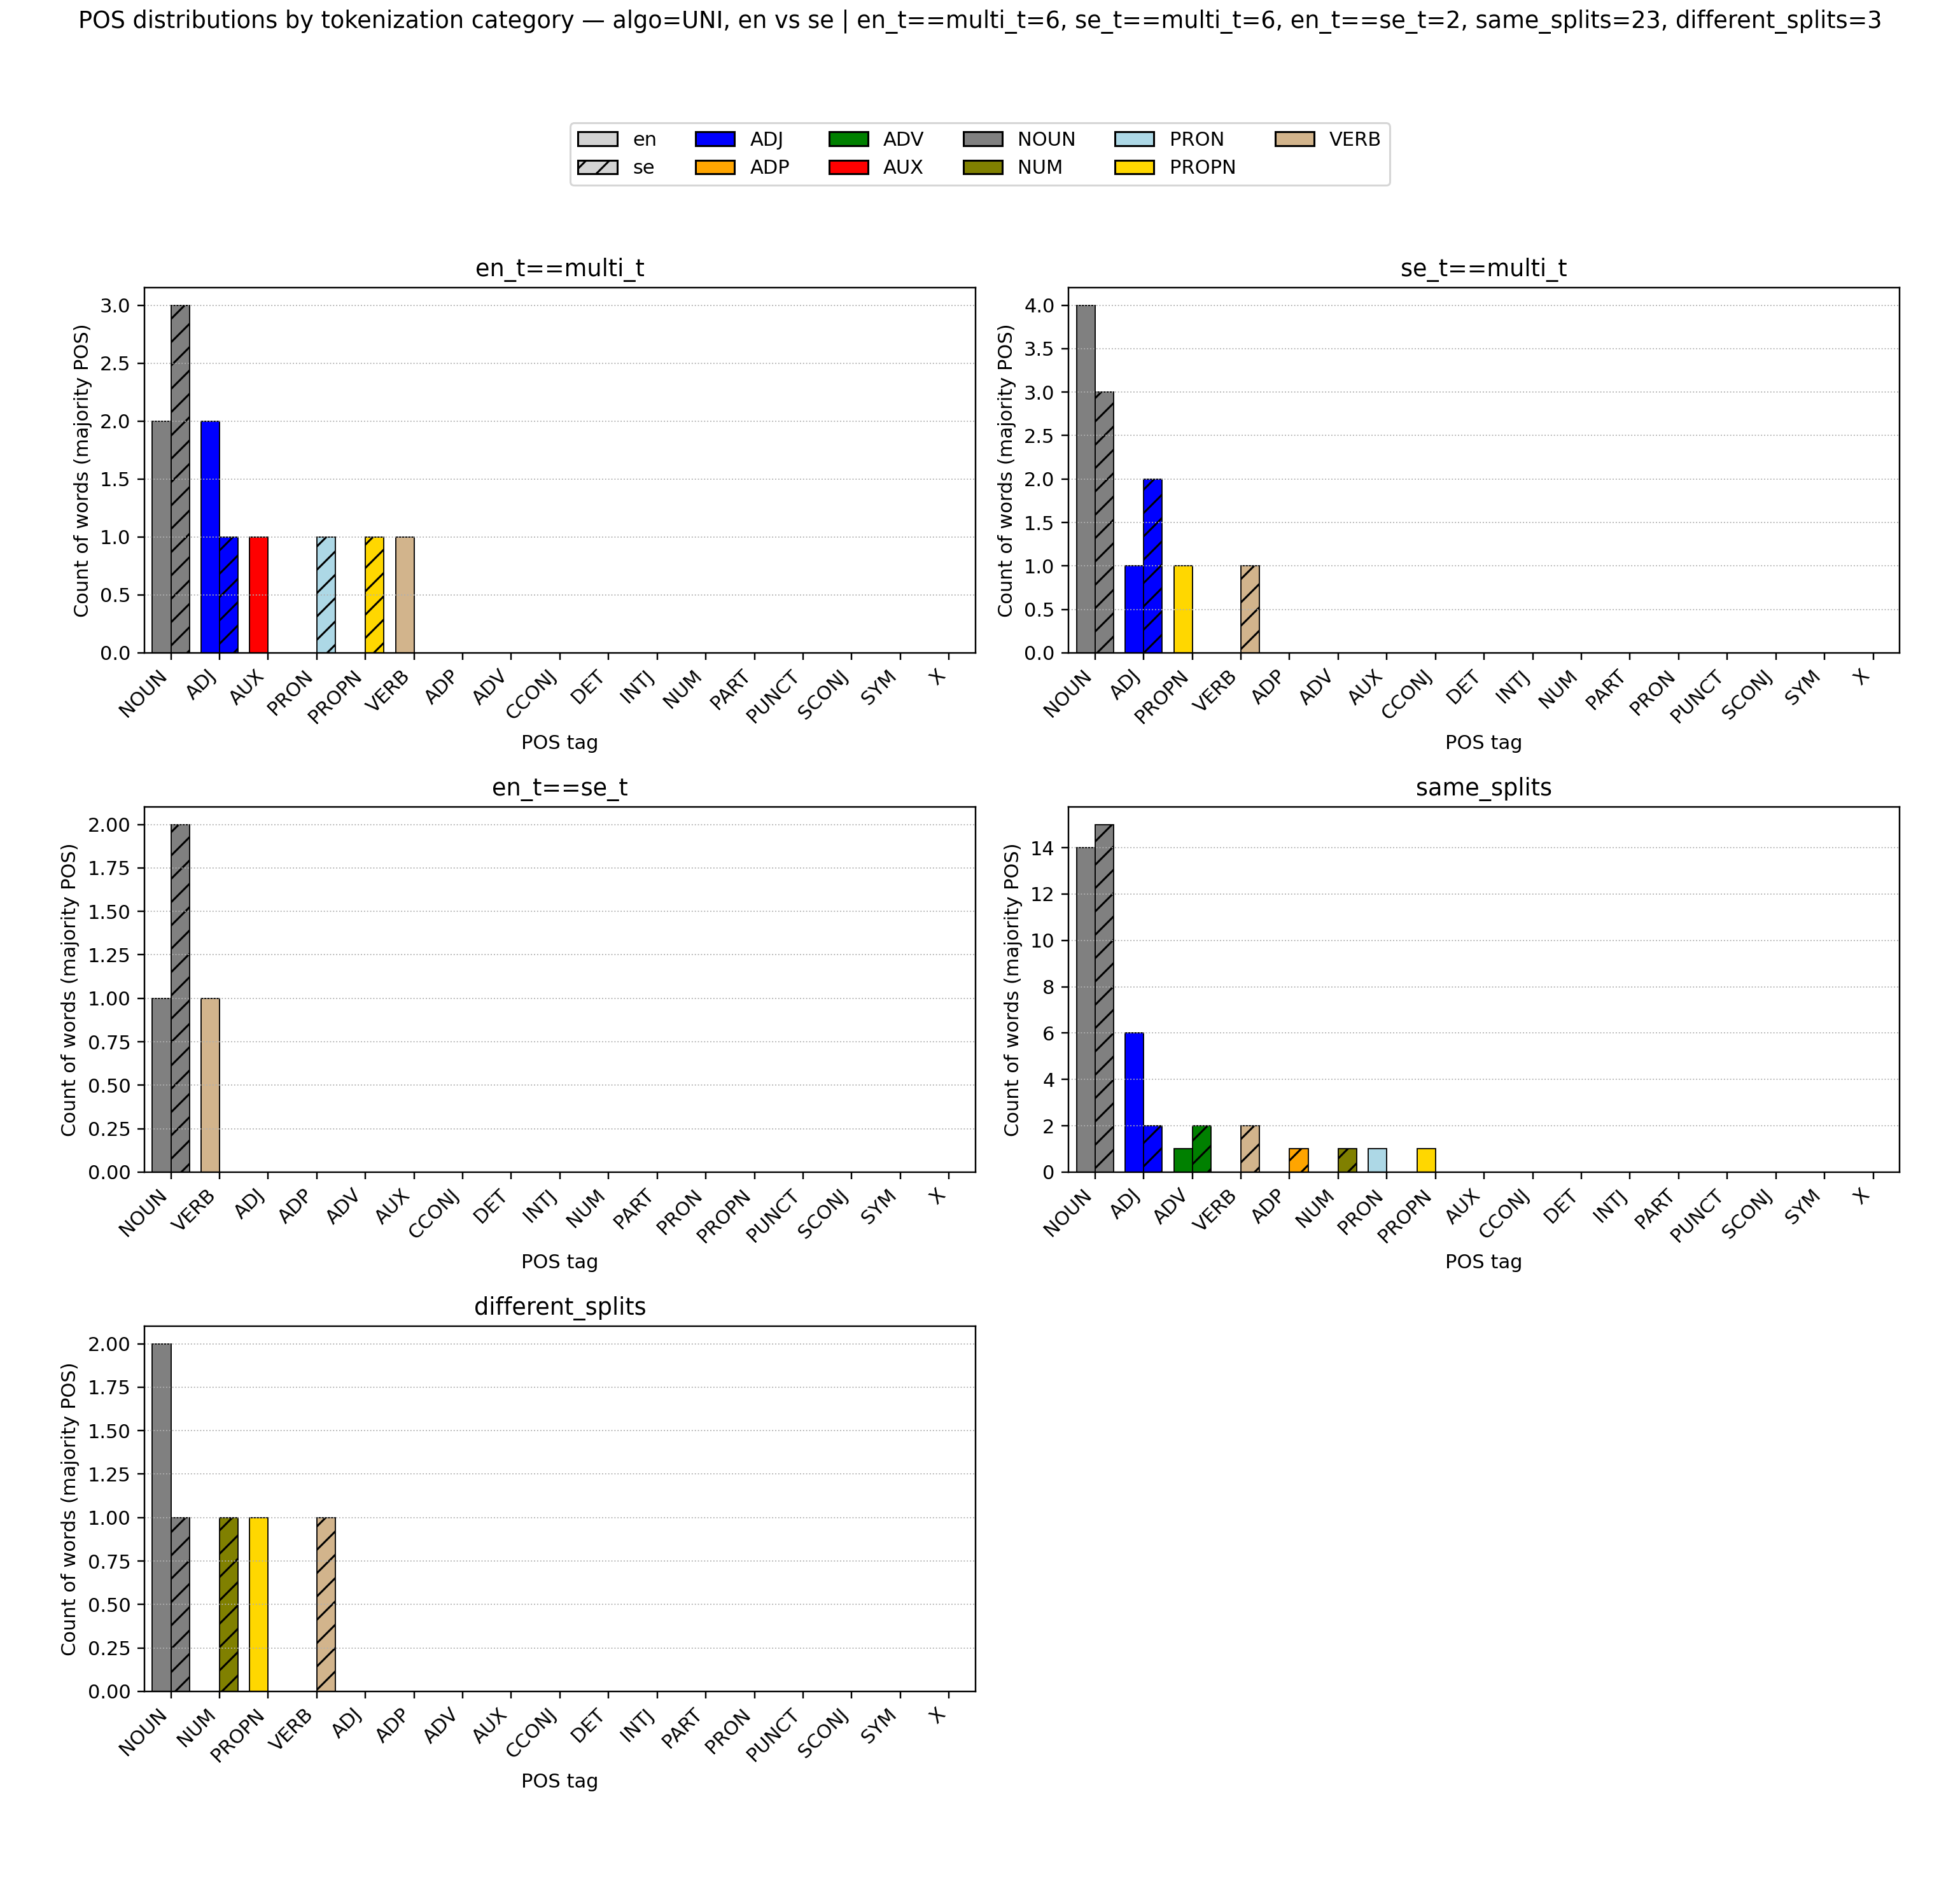 POS distributions by tokenization category — algo=UNI, en vs se | en_t==multi_t=6, se_t==multi_t=6, en_t==se_t=2, same_splits=23, different_splits=3
en ADJ ADV NOUN PRON VERB
se ADP AUX NUM PROPN
en_t==multi_t
Count of words (majority POS)
3.0
2.5
2.0
1.5
1.0
0.5
0.0
NOUN ADJ AUX PRON PROPN VERB ADP ADV CCONJ DET INTJ NUM PART PUNCT SCONJ SYM X
POS tag
se_t==multi_t
Count of words (majority POS)
4.0
3.5
3.0
2.5
2.0
1.5
1.0
0.5
0.0
NOUN ADJ PROPN VERB ADP ADV AUX CCONJ DET INTJ NUM PART PRON PUNCT SCONJ SYM X
POS tag
en_t==se_t
Count of words (majority POS)
2.00
1.75
1.50
1.25
1.00
0.75
0.50
0.25
0.00
NOUN VERB ADJ ADP ADV AUX CCONJ DET INTJ NUM PART PRON PROPN PUNCT SCONJ SYM X
POS tag
same_splits
Count of words (majority POS)
14
12
10
8
6
4
2
0
NOUN ADJ ADV VERB ADP NUM PRON PROPN AUX CCONJ DET INTJ PART PUNCT SCONJ SYM X
POS tag
different_splits
Count of words (majority POS)
2.00
1.75
1.50
1.25
1.00
0.75
0.50
0.25
0.00
NOUN NUM PROPN VERB ADJ ADP ADV AUX CCONJ DET INTJ PART PRON PUNCT SCONJ SYM X
POS tag